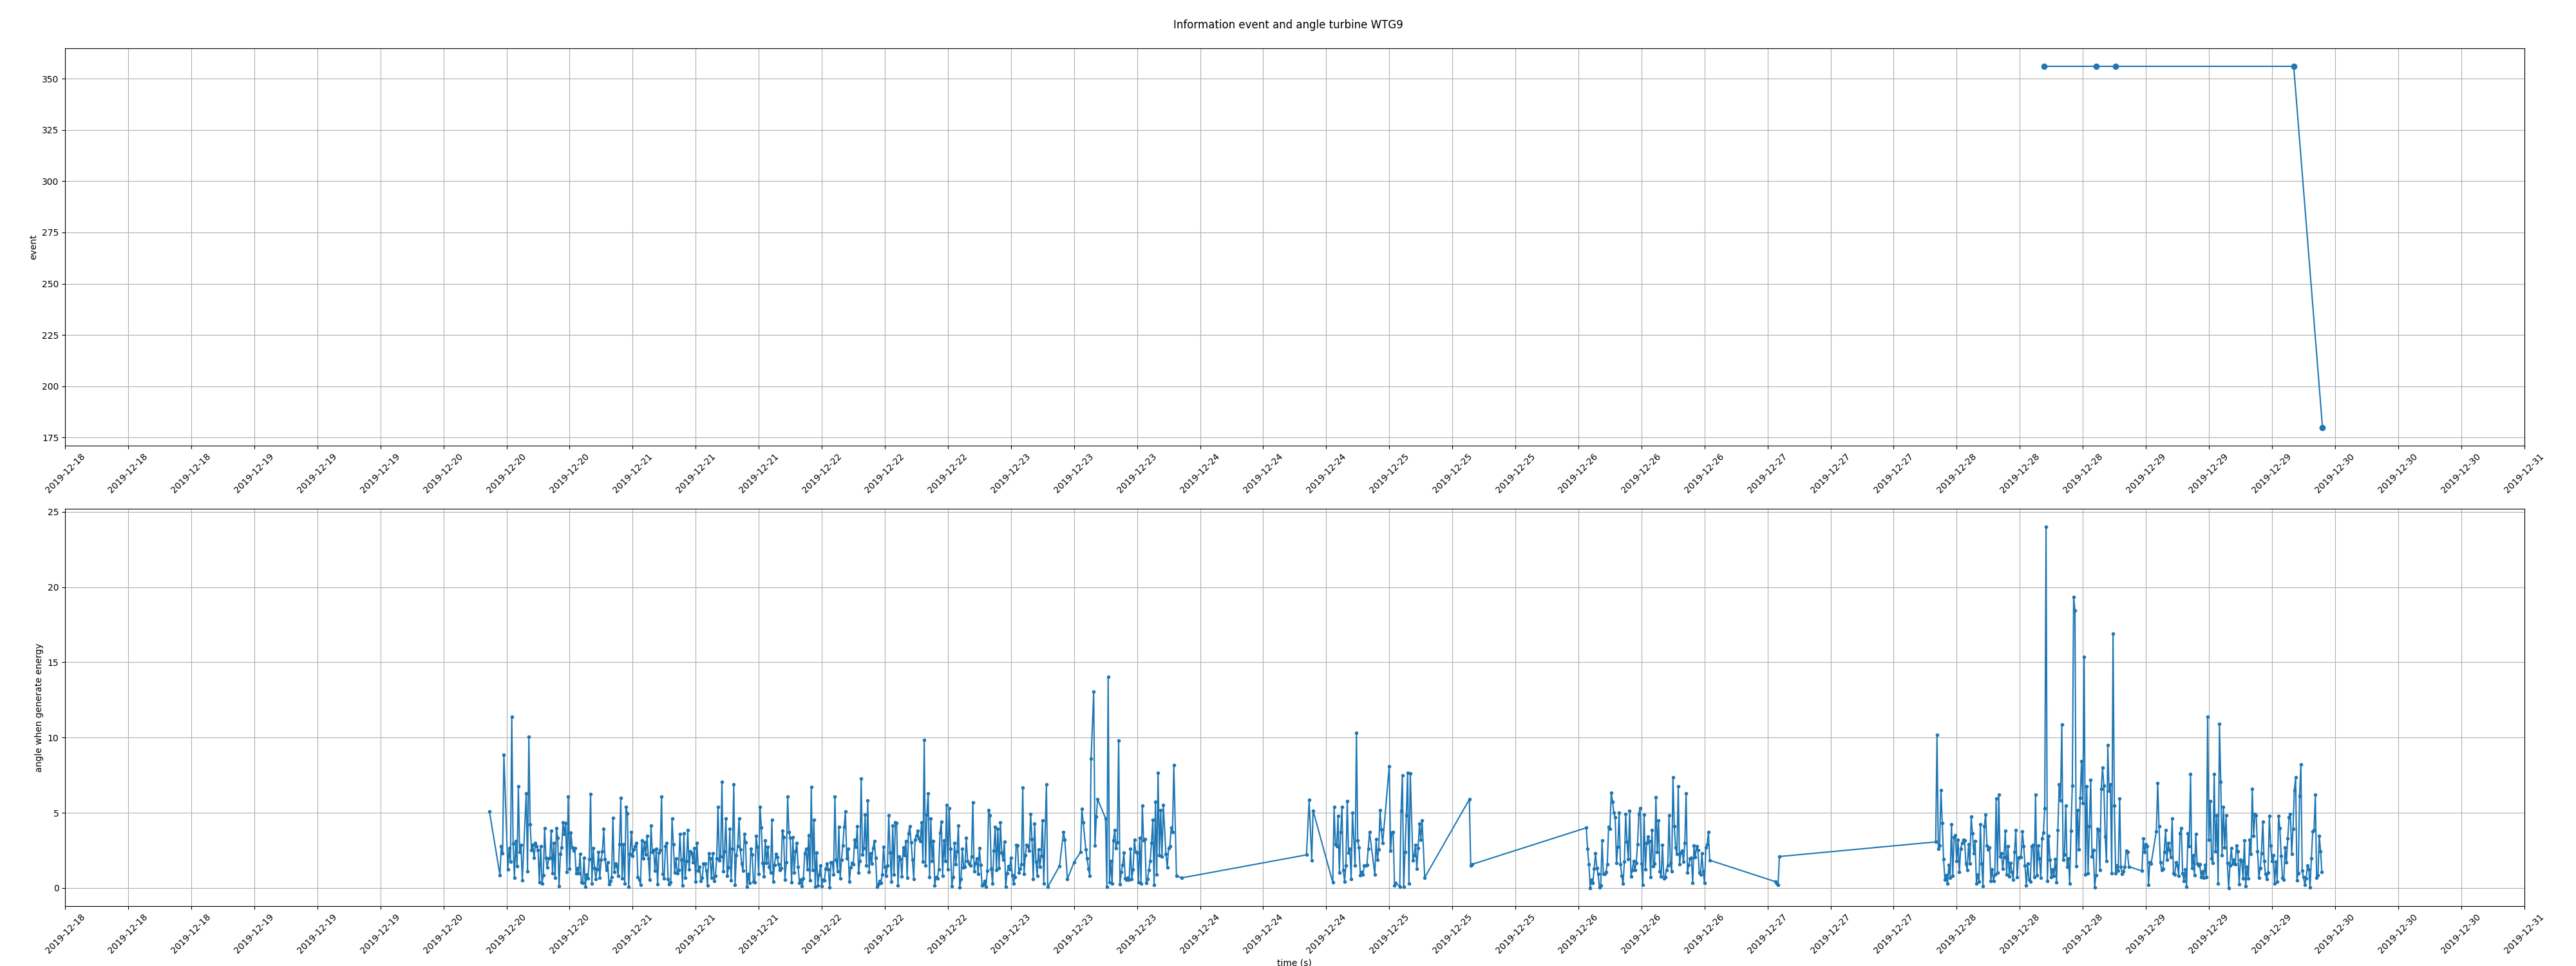 Information event and angle turbine WTG9
350
325
300
275
250
225
200
175
event
2019-12-18 2019-12-18 2019-12-18 2019-12-19 2019-12-19 2019-12-19 2019-12-20 2019-12-20 2019-12-20 2019-12-21 2019-12-21 2019-12-21 2019-12-22 2019-12-22 2019-12-22 2019-12-23 2019-12-23 2019-12-23 2019-12-24 2019-12-24 2019-12-24 2019-12-25 2019-12-25 2019-12-25 2019-12-26 2019-12-26 2019-12-26 2019-12-27 2019-12-27 2019-12-27 2019-12-28 2019-12-28 2019-12-28 2019-12-29 2019-12-29 2019-12-29 2019-12-30 2019-12-30 2019-12-30 2019-12-31
25
20
15
10
5
0
angle when generate energy
2019-12-18 2019-12-18 2019-12-18 2019-12-19 2019-12-19 2019-12-19 2019-12-20 2019-12-20 2019-12-20 2019-12-21 2019-12-21 2019-12-21 2019-12-22 2019-12-22 2019-12-22 2019-12-23 2019-12-23 2019-12-23 2019-12-24 2019-12-24 2019-12-24 2019-12-25 2019-12-25 2019-12-25 2019-12-26 2019-12-26 2019-12-26 2019-12-27 2019-12-27 2019-12-27 2019-12-28 2019-12-28 2019-12-28 2019-12-29 2019-12-29 2019-12-29 2019-12-30 2019-12-30 2019-12-30 2019-12-31
time (s)